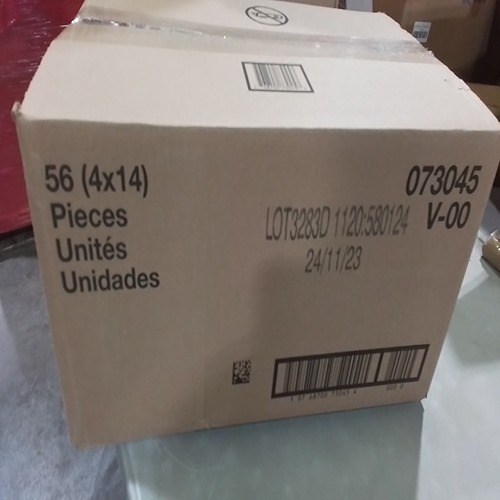 56 (4x14)
Pieces
Unités
Unidades
073045
V-00
LOT3283D 1120:580124
24/11/23